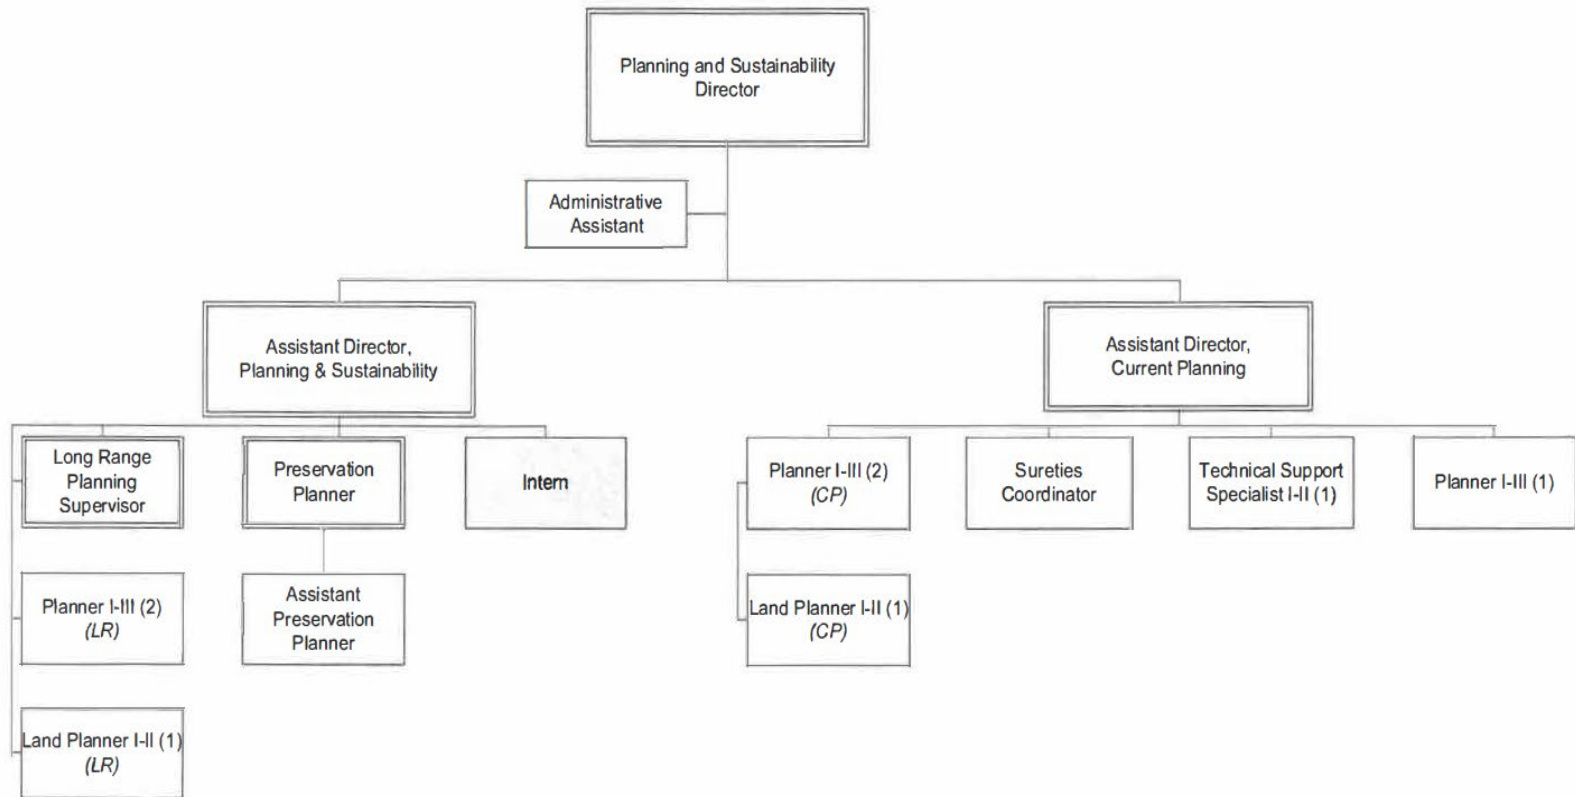 Planning and Sustainability
Director
Administrative
Assistant
Assistant Director,
Planning & Sustainability
Assistant Director,
Current Planning
Long Range
Planning
Supervisor
Preservation
Planner
Intern
Planner I-III (2)
(CP)
Sureties
Coordinator
Technical Support
Specialist I-II (1)
Planner I-III (1)
Planner I-III (2)
(LR)
Assistant
Preservation
Planner
Land Planner I-II (1)
(CP)
Land Planner I-II (1)
(LR)